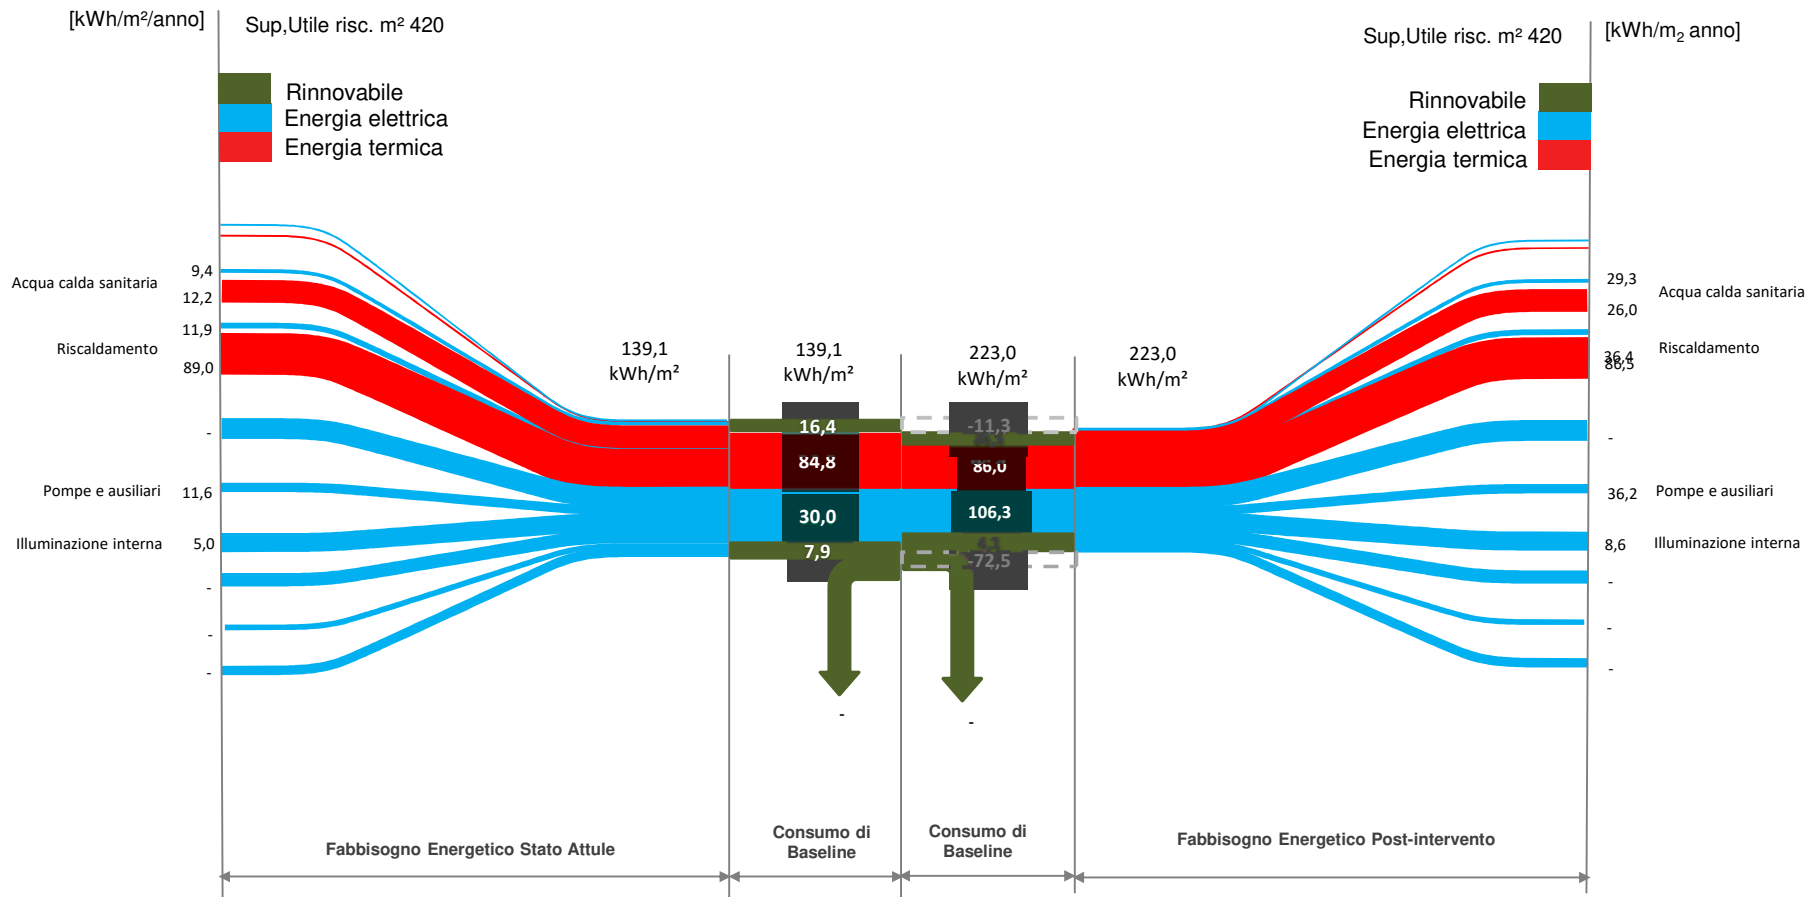 [kWh/m²/anno]
Sup,Utile risc. m² 420
Rinnovabile
Energia elettrica
Energia termica
Sup,Utile risc. m² 420
[kWh/m2 anno]
Rinnovabile
Energia elettrica
Energia termica
Acqua calda sanitaria
9,4
12,2
Riscaldamento
11,9
89,0
-
Pompe e ausiliari
11,6
Illuminazione interna
5,0
-
-
-
139,1
kWh/m²
139,1
kWh/m²
223,0
kWh/m²
223,0
kWh/m²
16,4
84,8
30,0
7,9
-
-11,3
86,0
106,3
-72,5
-
29,3
Acqua calda sanitaria
26,0
36,4
Riscaldamento
86,5
-
36,2
Pompe e ausiliari
8,6
Illuminazione interna
-
-
-
Fabbisogno Energetico Stato Attule
Consumo di
Baseline
Consumo di
Baseline
Fabbisogno Energetico Post-intervento